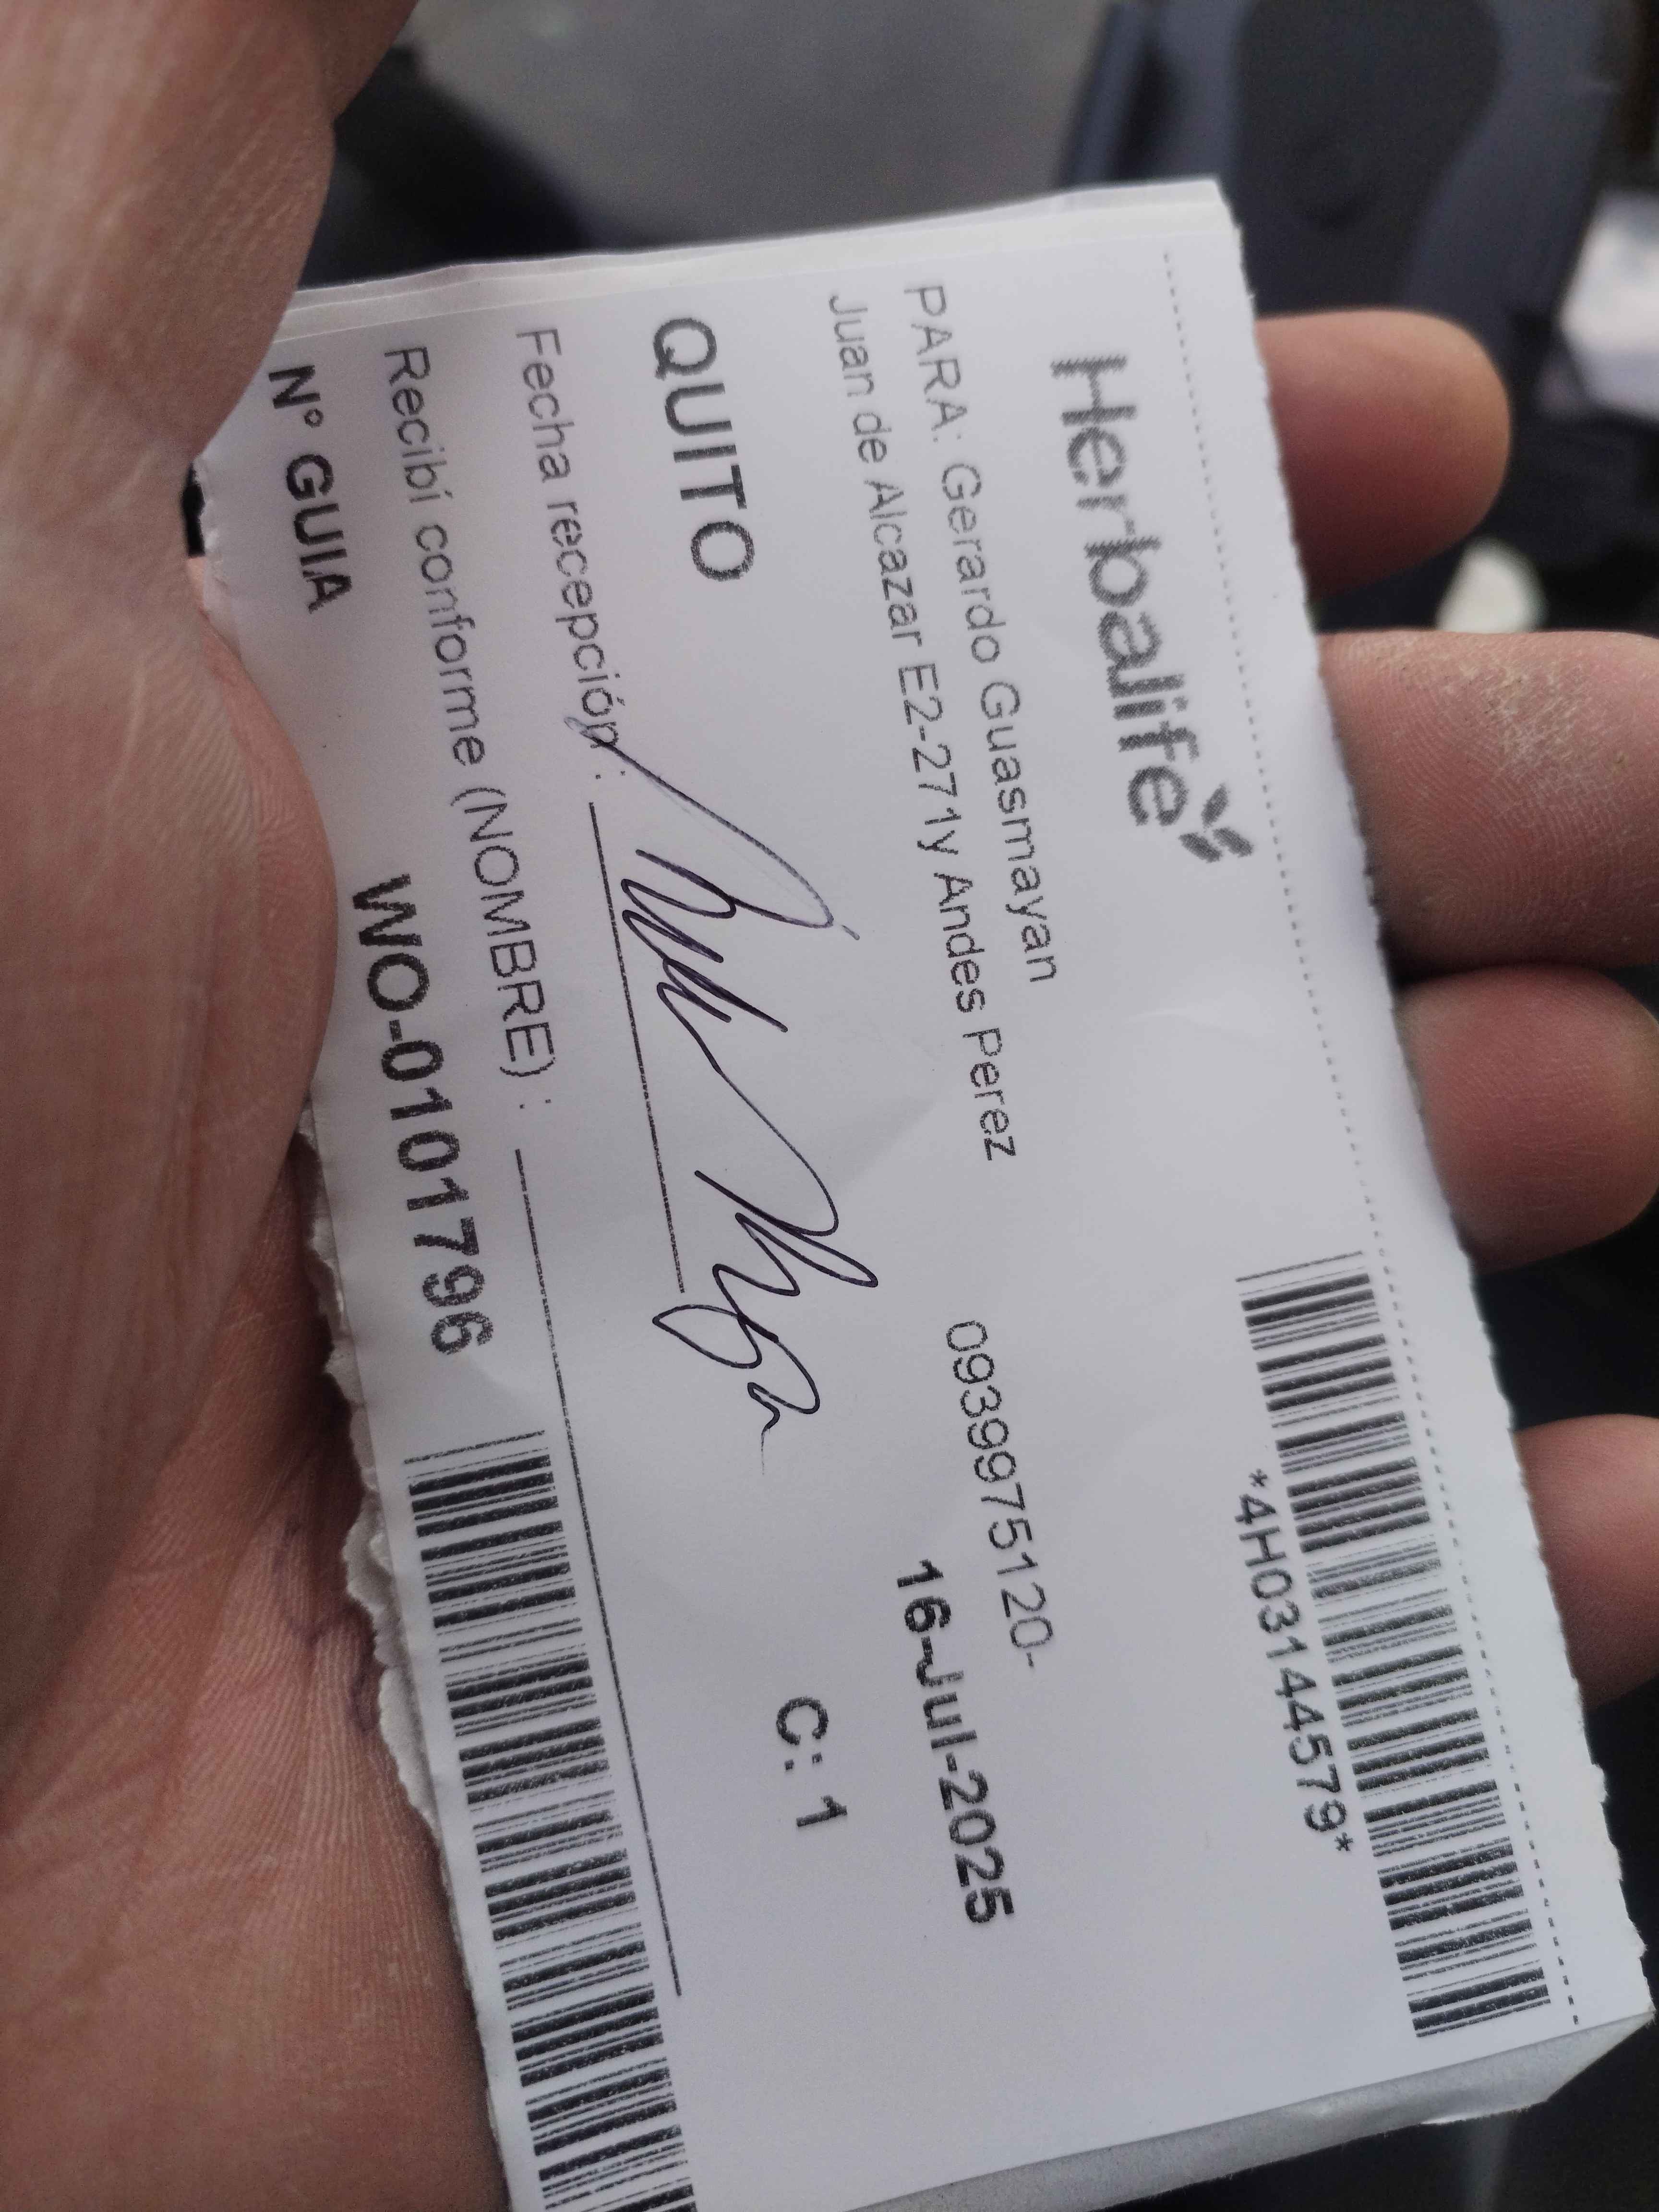 Herbalife
*4H03144579*
PARA: Gerardo Guasmayan 0939975120-
Juan de Alcazar E2-271y Andes Perez 16-Jul-2025
QUITO C: 1
Fecha recepción :
Recibí conforme (NOMBRE) :
N° GUIA WO-0101796